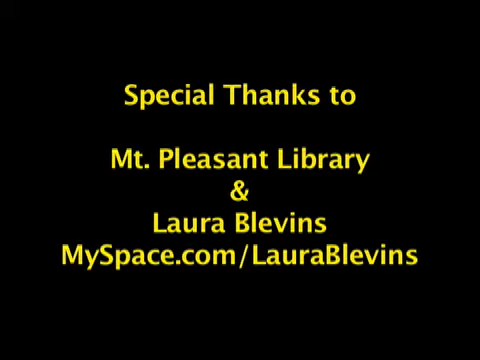 Special Thanks to
Mt. Pleasant Library
&
Laura Blevins
MySpace.com/LauraBlevins